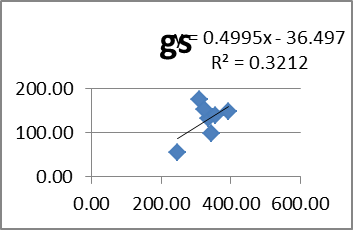 gs
y = 0.4995x - 36.497
R² = 0.3212
200.00
100.00
0.00
0.00 200.00 400.00 600.00